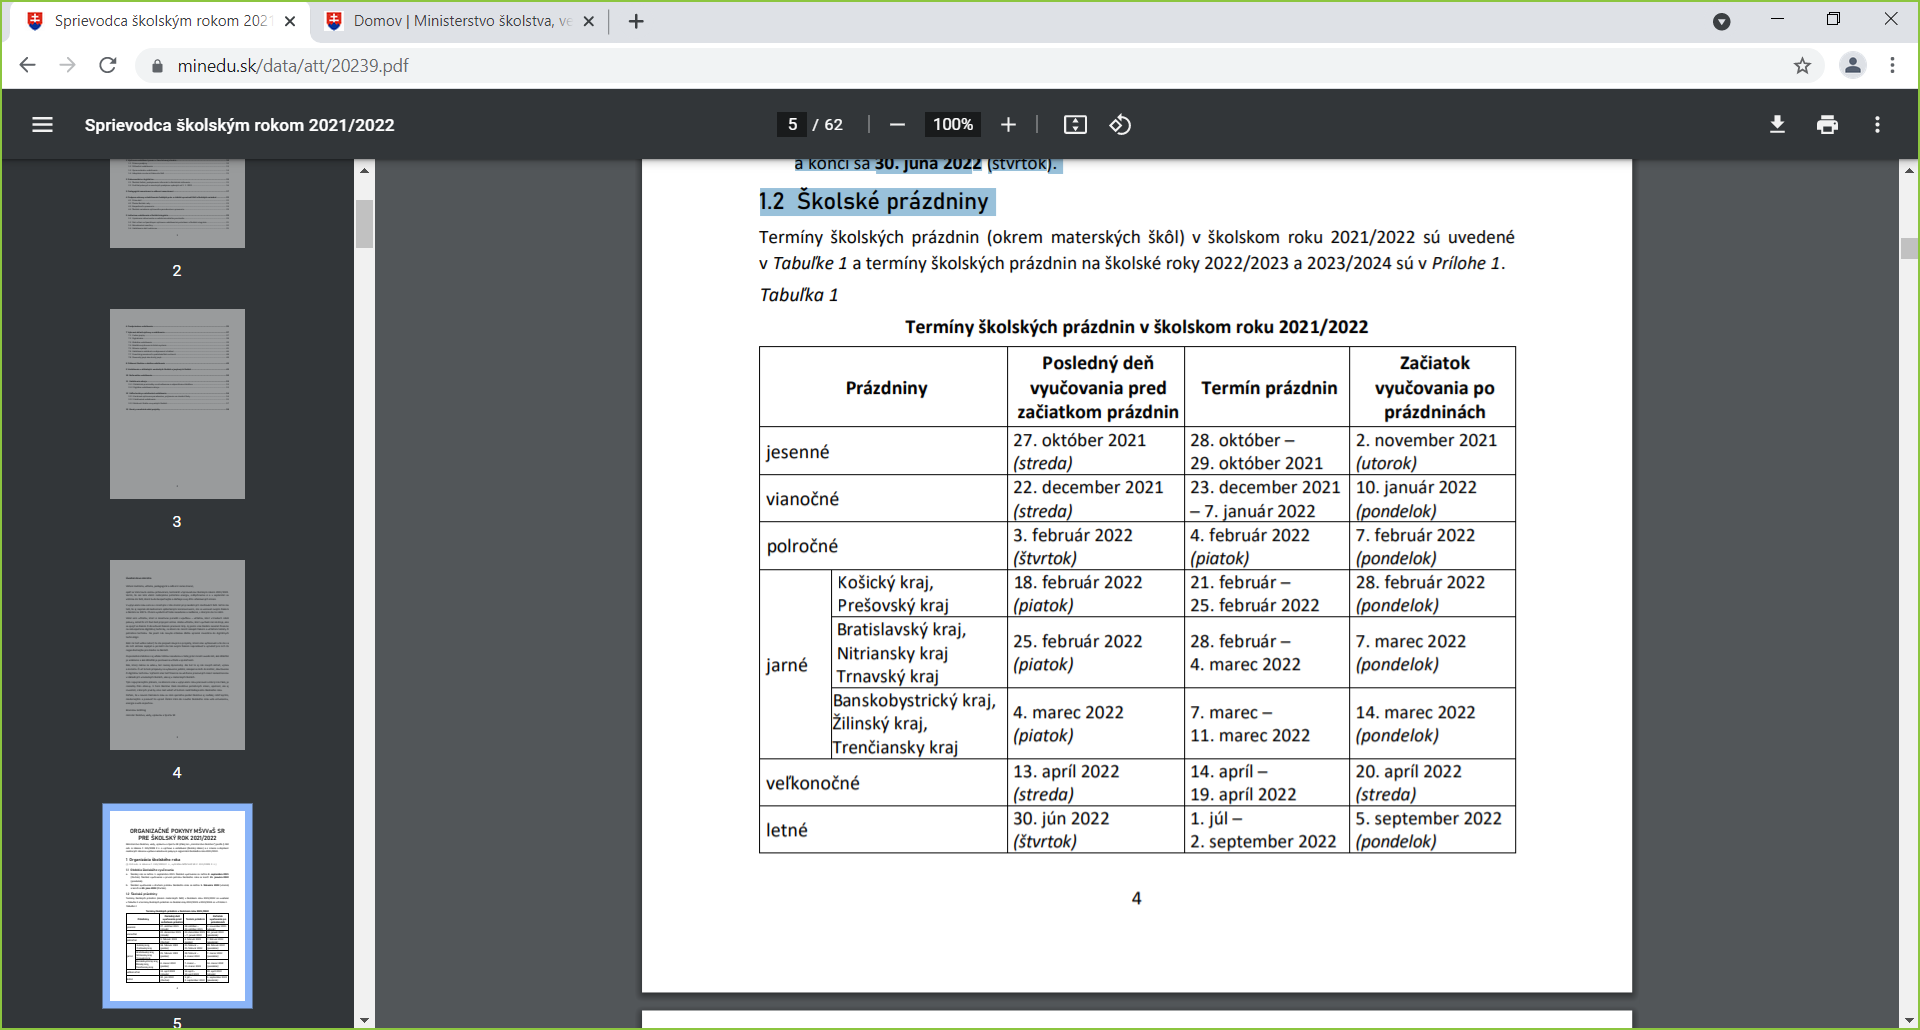 Sprievodca školským rokom 2021
Domov | Ministerstvo školstva, ve
minedu.sk/data/att/20239.pdf
Sprievodca školským rokom 2021/2022
5 / 62
100%
2
3
4
ORGANIZAČNÉ POKYNY MŠVVaŠ SR
PRE ŠKOLSKÝ ROK 2021/2022
5
a končí sa 30. júna 2022 (štvrtok).
1.2 Školské prázdniny
Termíny školských prázdnin (okrem materských škôl) v školskom roku 2021/2022 sú uvedené
v Tabuľke 1 a termíny školských prázdnin na školské roky 2022/2023 a 2023/2024 sú v Prílohe 1.
Tabuľka 1
Termíny školských prázdnin v školskom roku 2021/2022
Prázdniny
Posledný deň
vyučovania pred
začiatkom prázdnin
Termín prázdnin
Začiatok
vyučovania po
prázdninách
jesenné
27. október 2021
(streda)
28. október –
29. október 2021
2. november 2021
(utorok)
vianočné
22. december 2021
(streda)
23. december 2021
– 7. január 2022
10. január 2022
(pondelok)
polročné
3. február 2022
(štvrtok)
4. február 2022
(piatok)
7. február 2022
(pondelok)
jarné
Košický kraj,
Prešovský kraj
18. február 2022
(piatok)
21. február –
25. február 2022
28. február 2022
(pondelok)
Bratislavský kraj,
Nitriansky kraj
Trnavský kraj
25. február 2022
(piatok)
28. február –
4. marec 2022
7. marec 2022
(pondelok)
Banskobystrický kraj,
Žilinský kraj,
Trenčiansky kraj
4. marec 2022
(piatok)
7. marec –
11. marec 2022
14. marec 2022
(pondelok)
veľkonočné
13. apríl 2022
(streda)
14. apríl –
19. apríl 2022
20. apríl 2022
(streda)
letné
30. jún 2022
(štvrtok)
1. júl –
2. september 2022
5. september 2022
(pondelok)
4